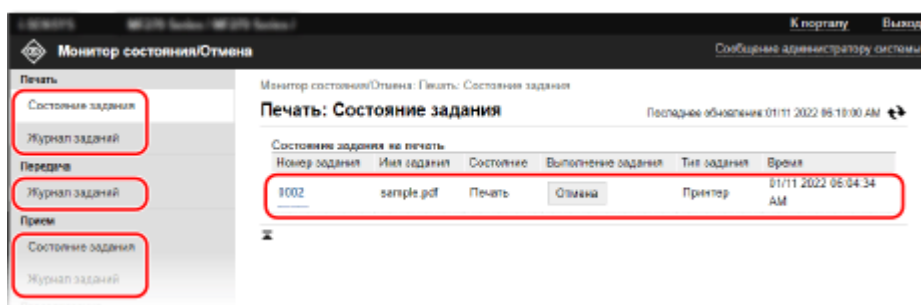 К порталу Выход
Монитор состояния/Отмена
Сообщение администратору системы
Печать
Состояние задания
Журнал заданий
Передача
Журнал заданий
Прием
Состояние задания
Журнал заданий
Монитор состояния/Отмена: Печать: Состояние задания
Печать: Состояние задания
Последнее обновление:01/11 2022 06:10:00 AM
Состояние задания на печать
Номер задания Имя задания Состояние Выполнение задания Тип задания Время
0002 sample.pdf Печать Отмена Принтер 01/11 2022 06:04:34
AM